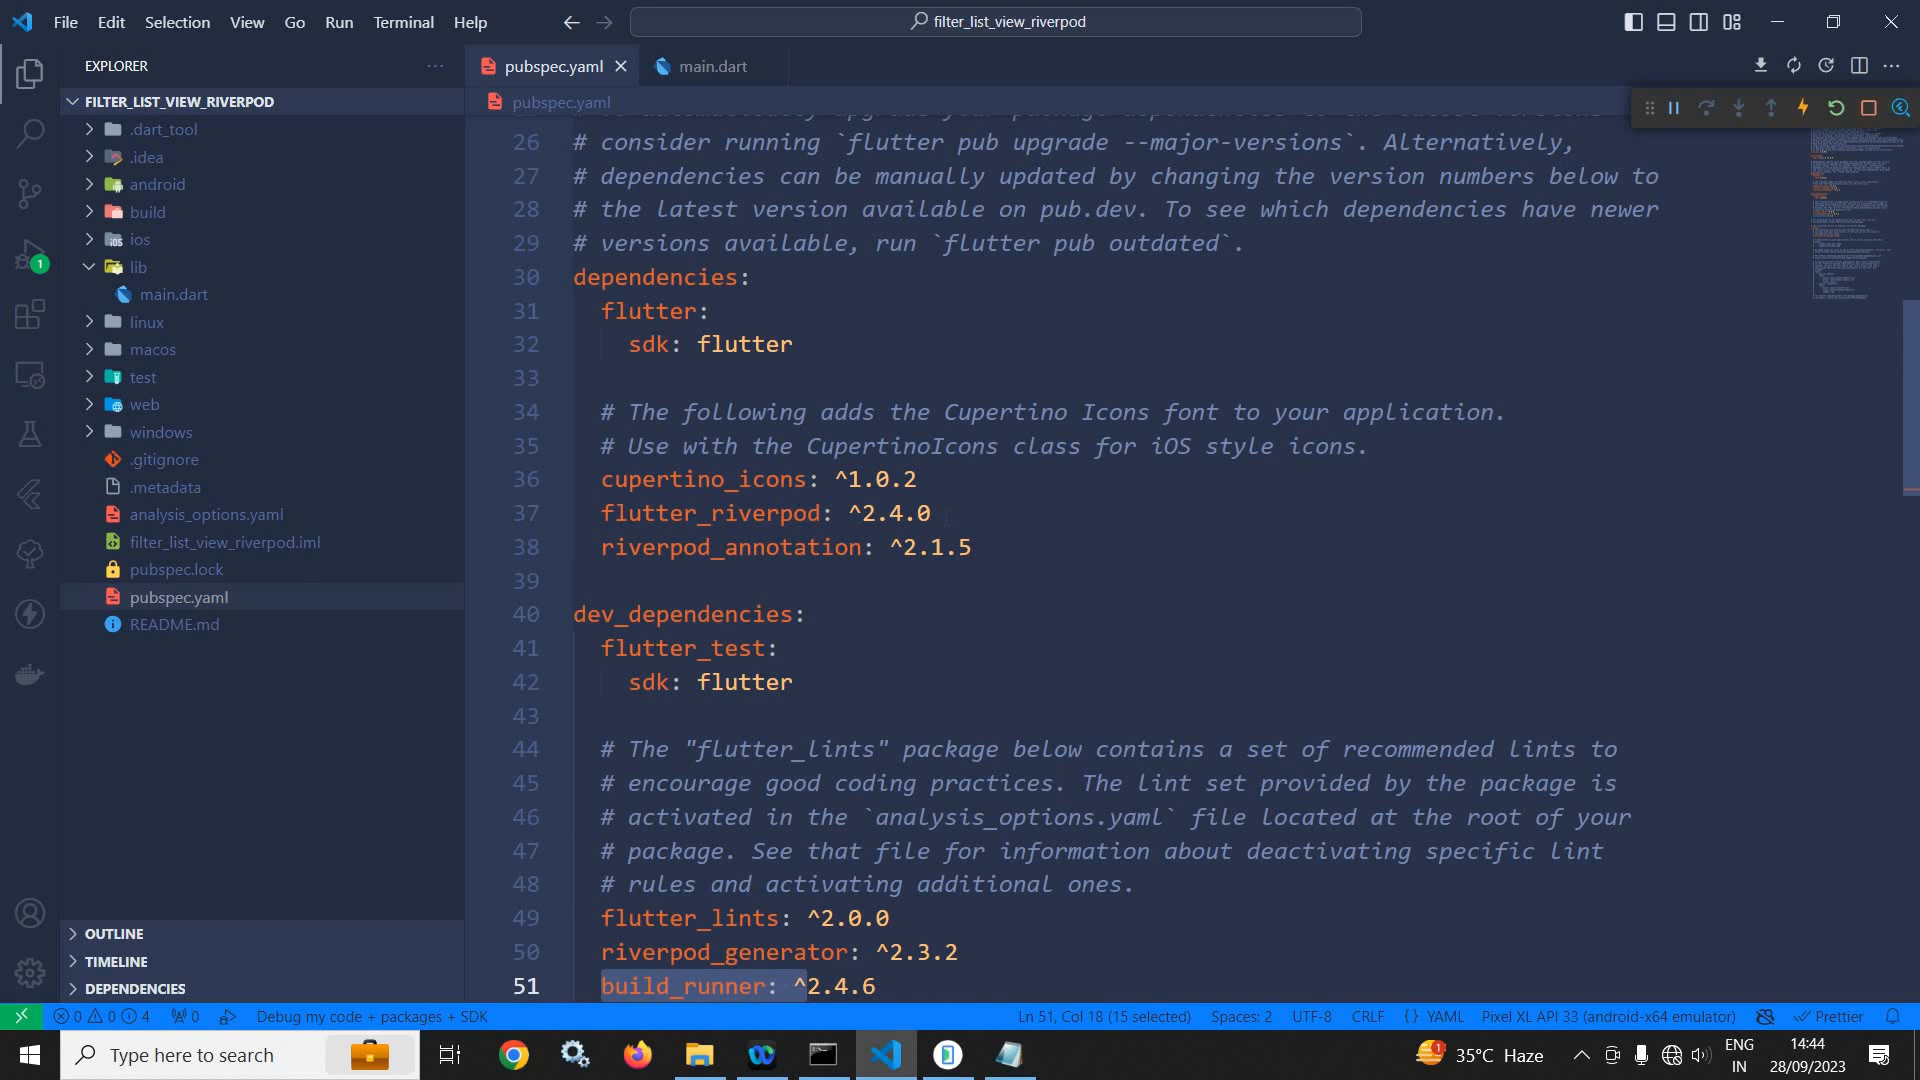 File Edit Selection View Go Run Terminal Help
filter_list_view_riverpod
EXPLORER
pubspec.yaml
main.dart
FILTER_LIST_VIEW_RIVERPOD
pubspec.yaml
.dart_tool
.idea
android
build
ios
lib
main.dart
linux
macos
test
web
windows
.gitignore
.metadata
analysis_options.yaml
filter_list_view_riverpod.iml
pubspec.lock
pubspec.yaml
README.md
OUTLINE
TIMELINE
DEPENDENCIES
1
26 # consider running `flutter pub upgrade --major-versions`. Alternatively,
27 # dependencies can be manually updated by changing the version numbers below to
28 # the latest version available on pub.dev. To see which dependencies have newer
29 # versions available, run `flutter pub outdated`.
30 dependencies:
31 flutter:
32 sdk: flutter
33
34 # The following adds the Cupertino Icons font to your application.
35 # Use with the CupertinoIcons class for iOS style icons.
36 cupertino_icons: ^1.0.2
37 flutter_riverpod: ^2.4.0
38 riverpod_annotation: ^2.1.5
39
40 dev_dependencies:
41 flutter_test:
42 sdk: flutter
43
44 # The "flutter_lints" package below contains a set of recommended lints to
45 # encourage good coding practices. The lint set provided by the package is
46 # activated in the `analysis_options.yaml` file located at the root of your
47 # package. See that file for information about deactivating specific lint
48 # rules and activating additional ones.
49 flutter_lints: ^2.0.0
50 riverpod_generator: ^2.3.2
51 build_runner: ^2.4.6
0 0 4 0 Debug my code + packages + SDK Ln 51, Col 18 (15 selected) Spaces: 2 UTF-8 CRLF {} YAML Pixel XL API 33 (android-x64 emulator) Prettier
Type here to search
1 35°C Haze
ENG
IN
14:44
28/09/2023